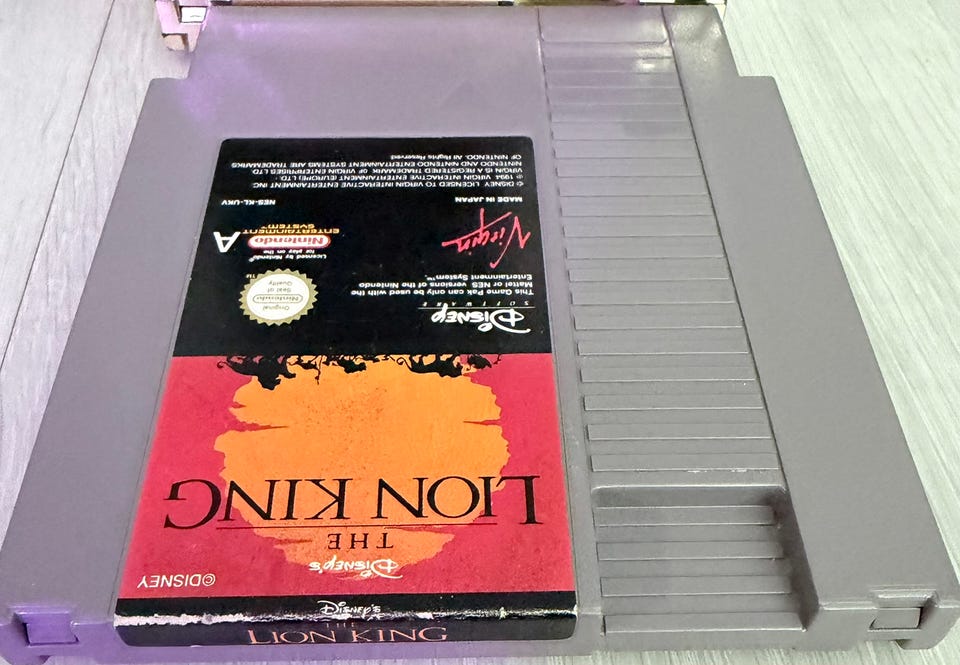 THE
LION KING
DISNEY'S
DISNEY'S
THE
LION KING
©DISNEY
DISNEY
SOFTWARE
This Game Pak can only be used with the
Mattel or NES versions of the Nintendo
Entertainment System™
Original
Nintendo
Seal of
Quality
TM
Virgin
Licensed by Nintendo®
for play on the
Nintendo
ENTERTAINMENT
SYSTEM™
A
MADE IN JAPAN
NES-KL-UKV
© DISNEY. LICENSED TO VIRGIN INTERACTIVE ENTERTAINMENT INC.
℗ 1994 VIRGIN INTERACTIVE ENTERTAINMENT (EUROPE) LTD.
VIRGIN IS A REGISTERED TRADEMARK OF VIRGIN ENTERPRISES LTD.
NINTENDO AND NINTENDO ENTERTAINMENT SYSTEMS ARE TRADEMARKS
OF NINTENDO. All Rights Reserved.